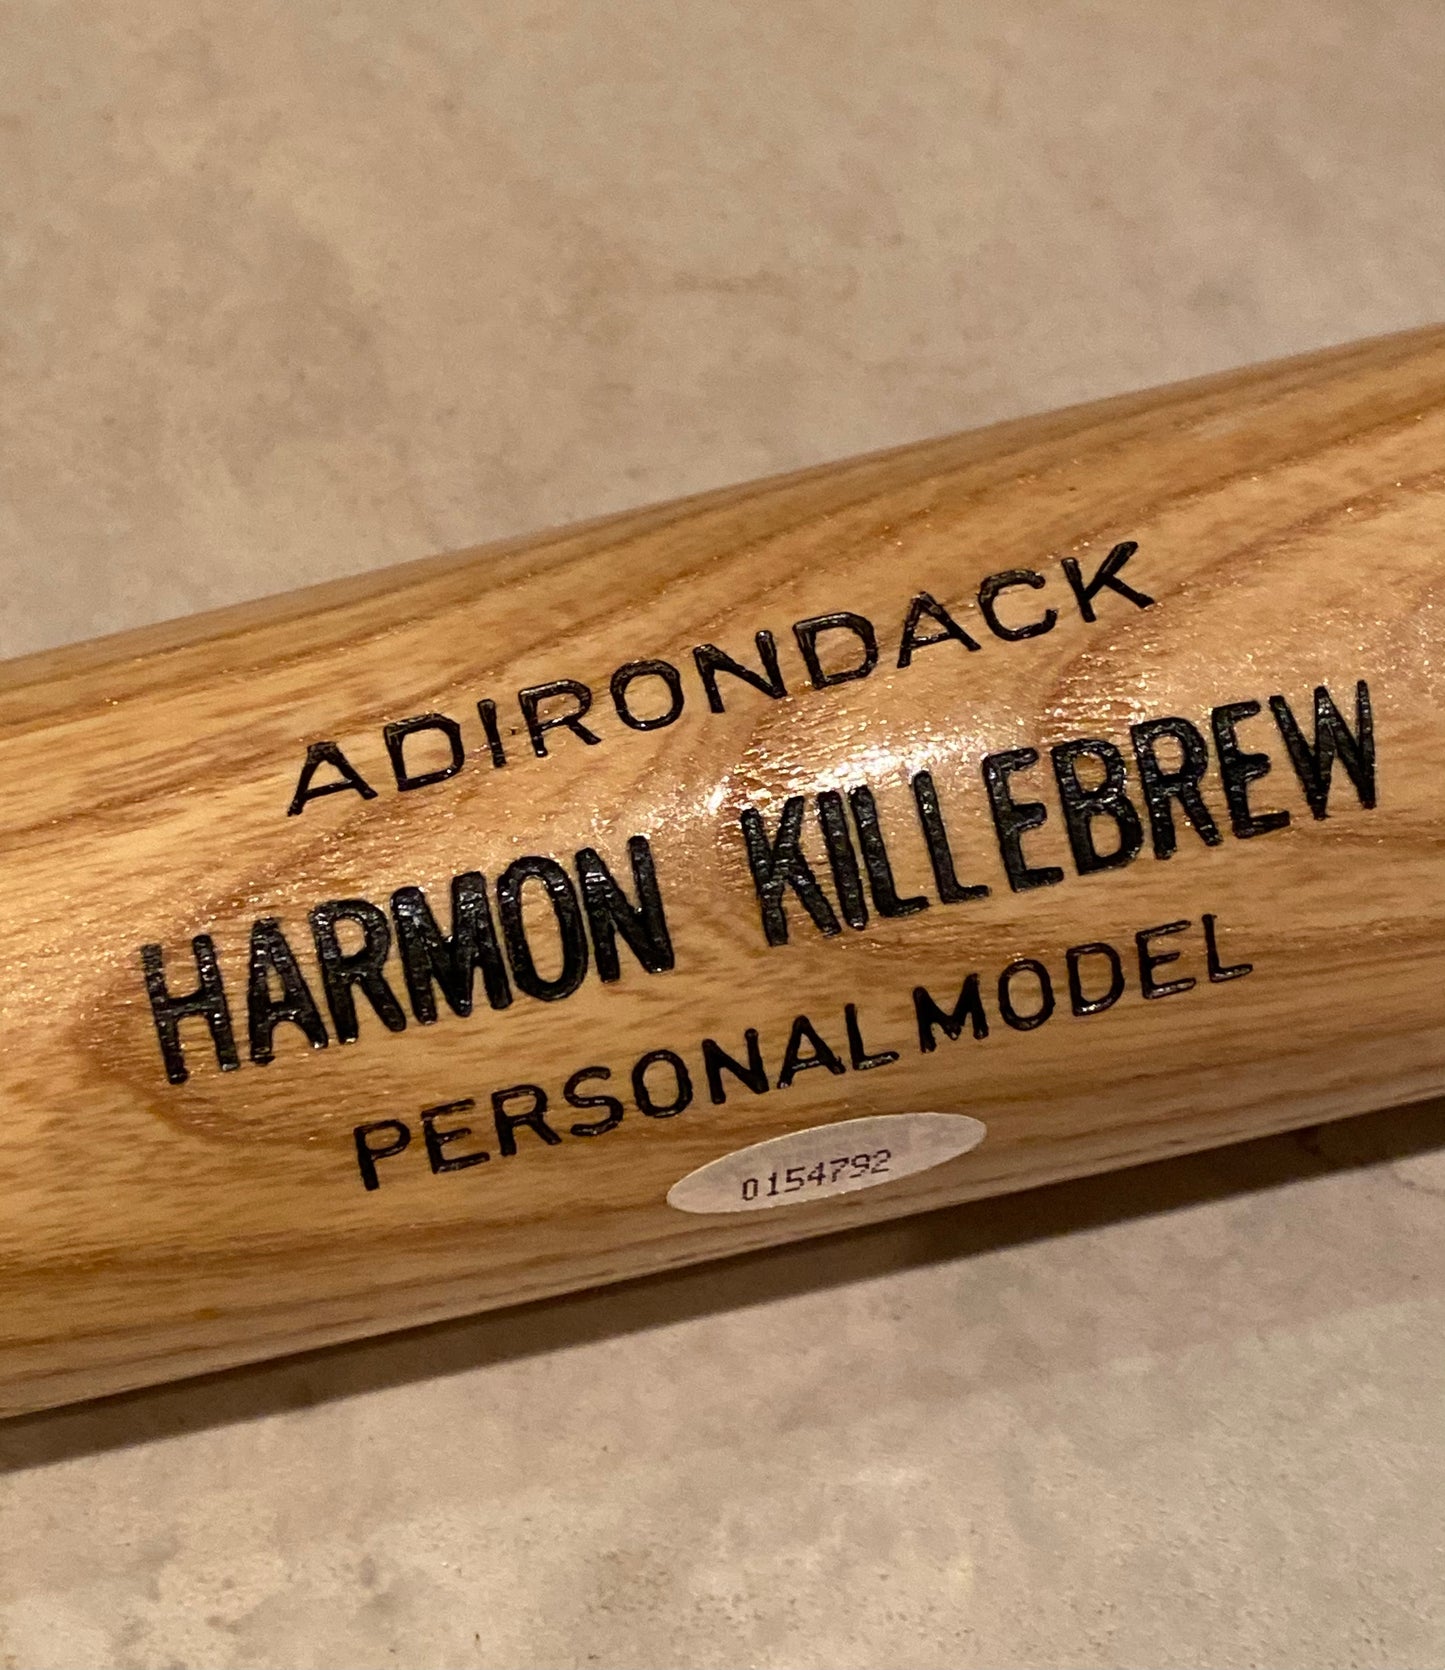 ADIRONDACK
HARMON KILLEBREW
PERSONAL MODEL
0154792